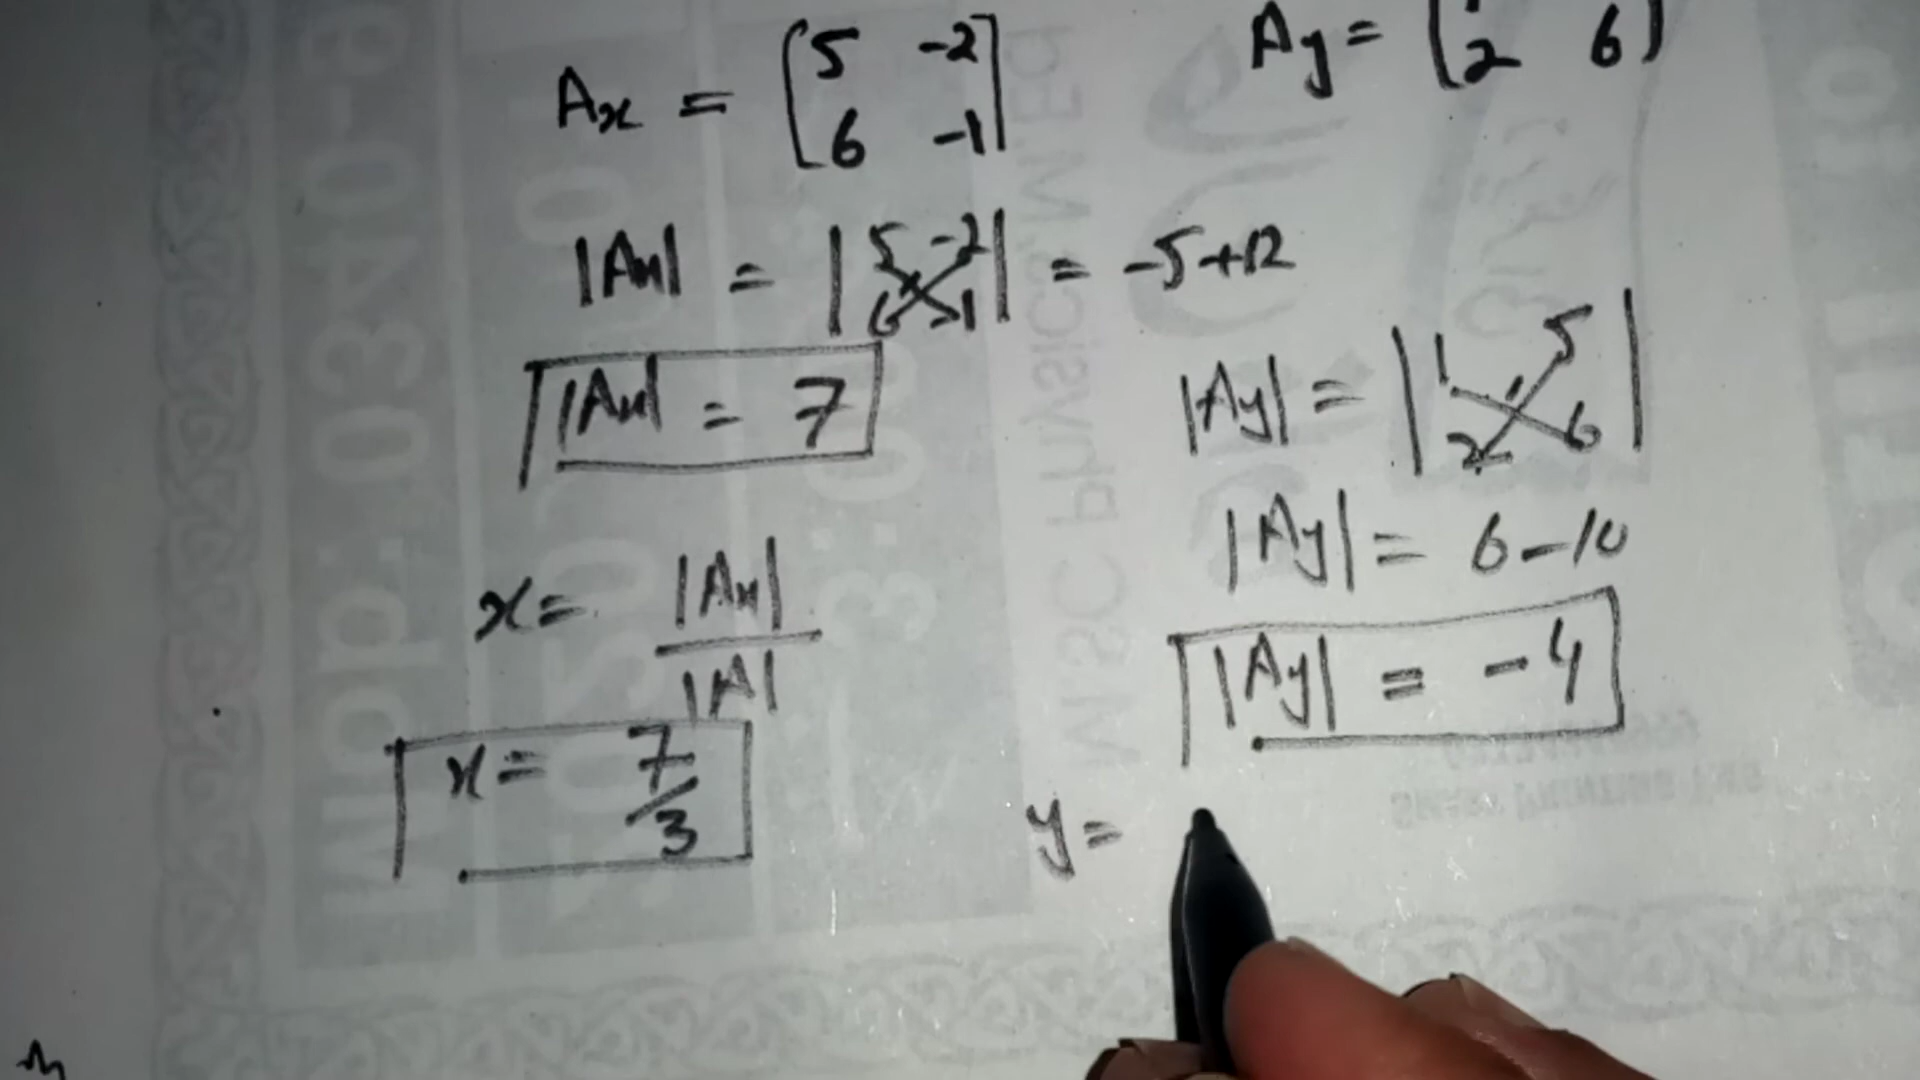 Ax = [5 -2
6 -1]
|Ax| = |5 -2
6 -1| = -5+12
|Ax| = 7
x = |Ax|
|A|
x = 7/3
Ay = [
2 6]
|Ay| = |1 5
2 6|
|Ay| = 6-10
|Ay| = -4
y =